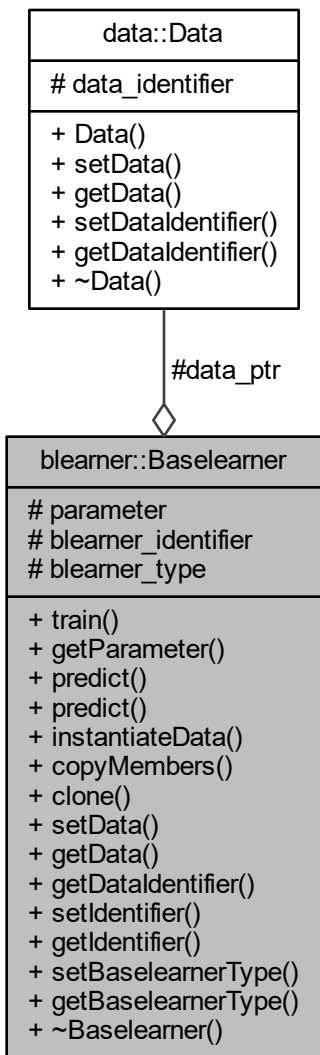 data::Data
# data_identifier
+ Data()
+ setData()
+ getData()
+ setDataIdentifier()
+ getDataIdentifier()
+ ~Data()
#data_ptr
blearner::Baselearner
# parameter
# blearner_identifier
# blearner_type
+ train()
+ getParameter()
+ predict()
+ predict()
+ instantiateData()
+ copyMembers()
+ clone()
+ setData()
+ getData()
+ getDataIdentifier()
+ setIdentifier()
+ getIdentifier()
+ setBaselearnerType()
+ getBaselearnerType()
+ ~Baselearner()